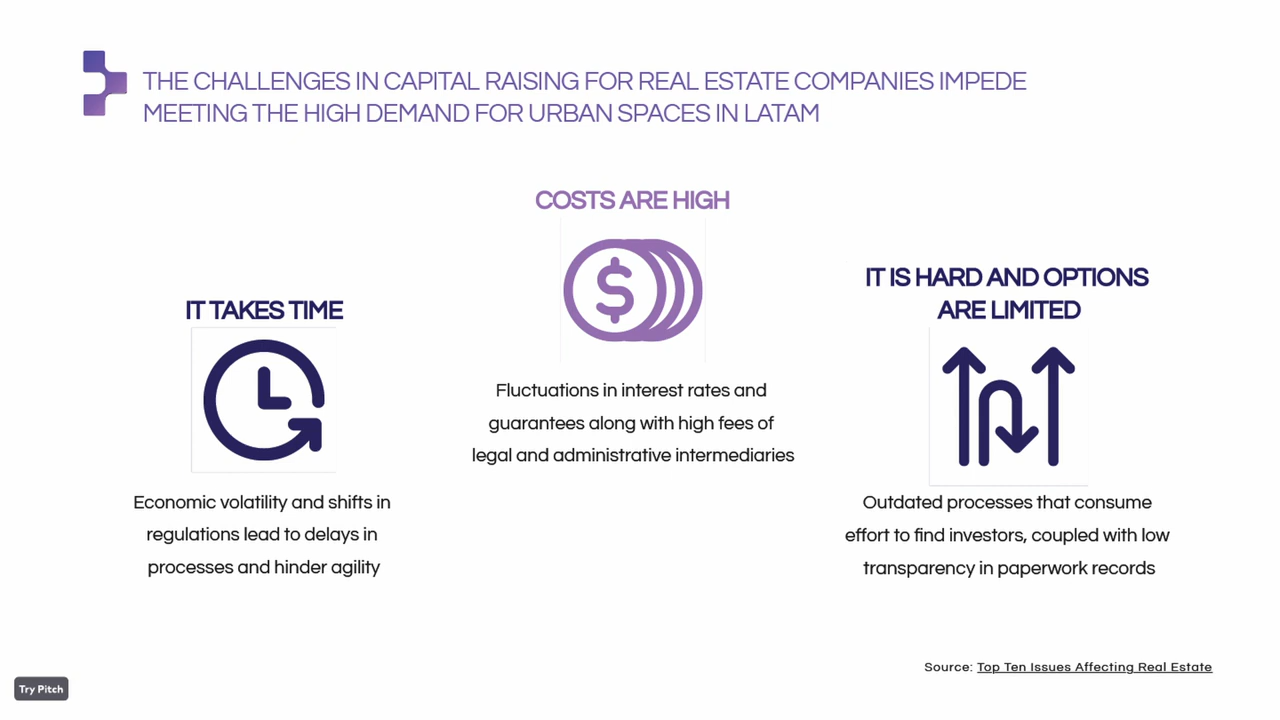 THE CHALLENGES IN CAPITAL RAISING FOR REAL ESTATE COMPANIES IMPEDE
MEETING THE HIGH DEMAND FOR URBAN SPACES IN LATAM
IT TAKES TIME
Economic volatility and shifts in
regulations lead to delays in
processes and hinder agility
COSTS ARE HIGH
$
Fluctuations in interest rates and
guarantees along with high fees of
legal and administrative intermediaries
IT IS HARD AND OPTIONS
ARE LIMITED
Outdated processes that consume
effort to find investors, coupled with low
transparency in paperwork records
Source: Top Ten Issues Affecting Real Estate
Try Pitch